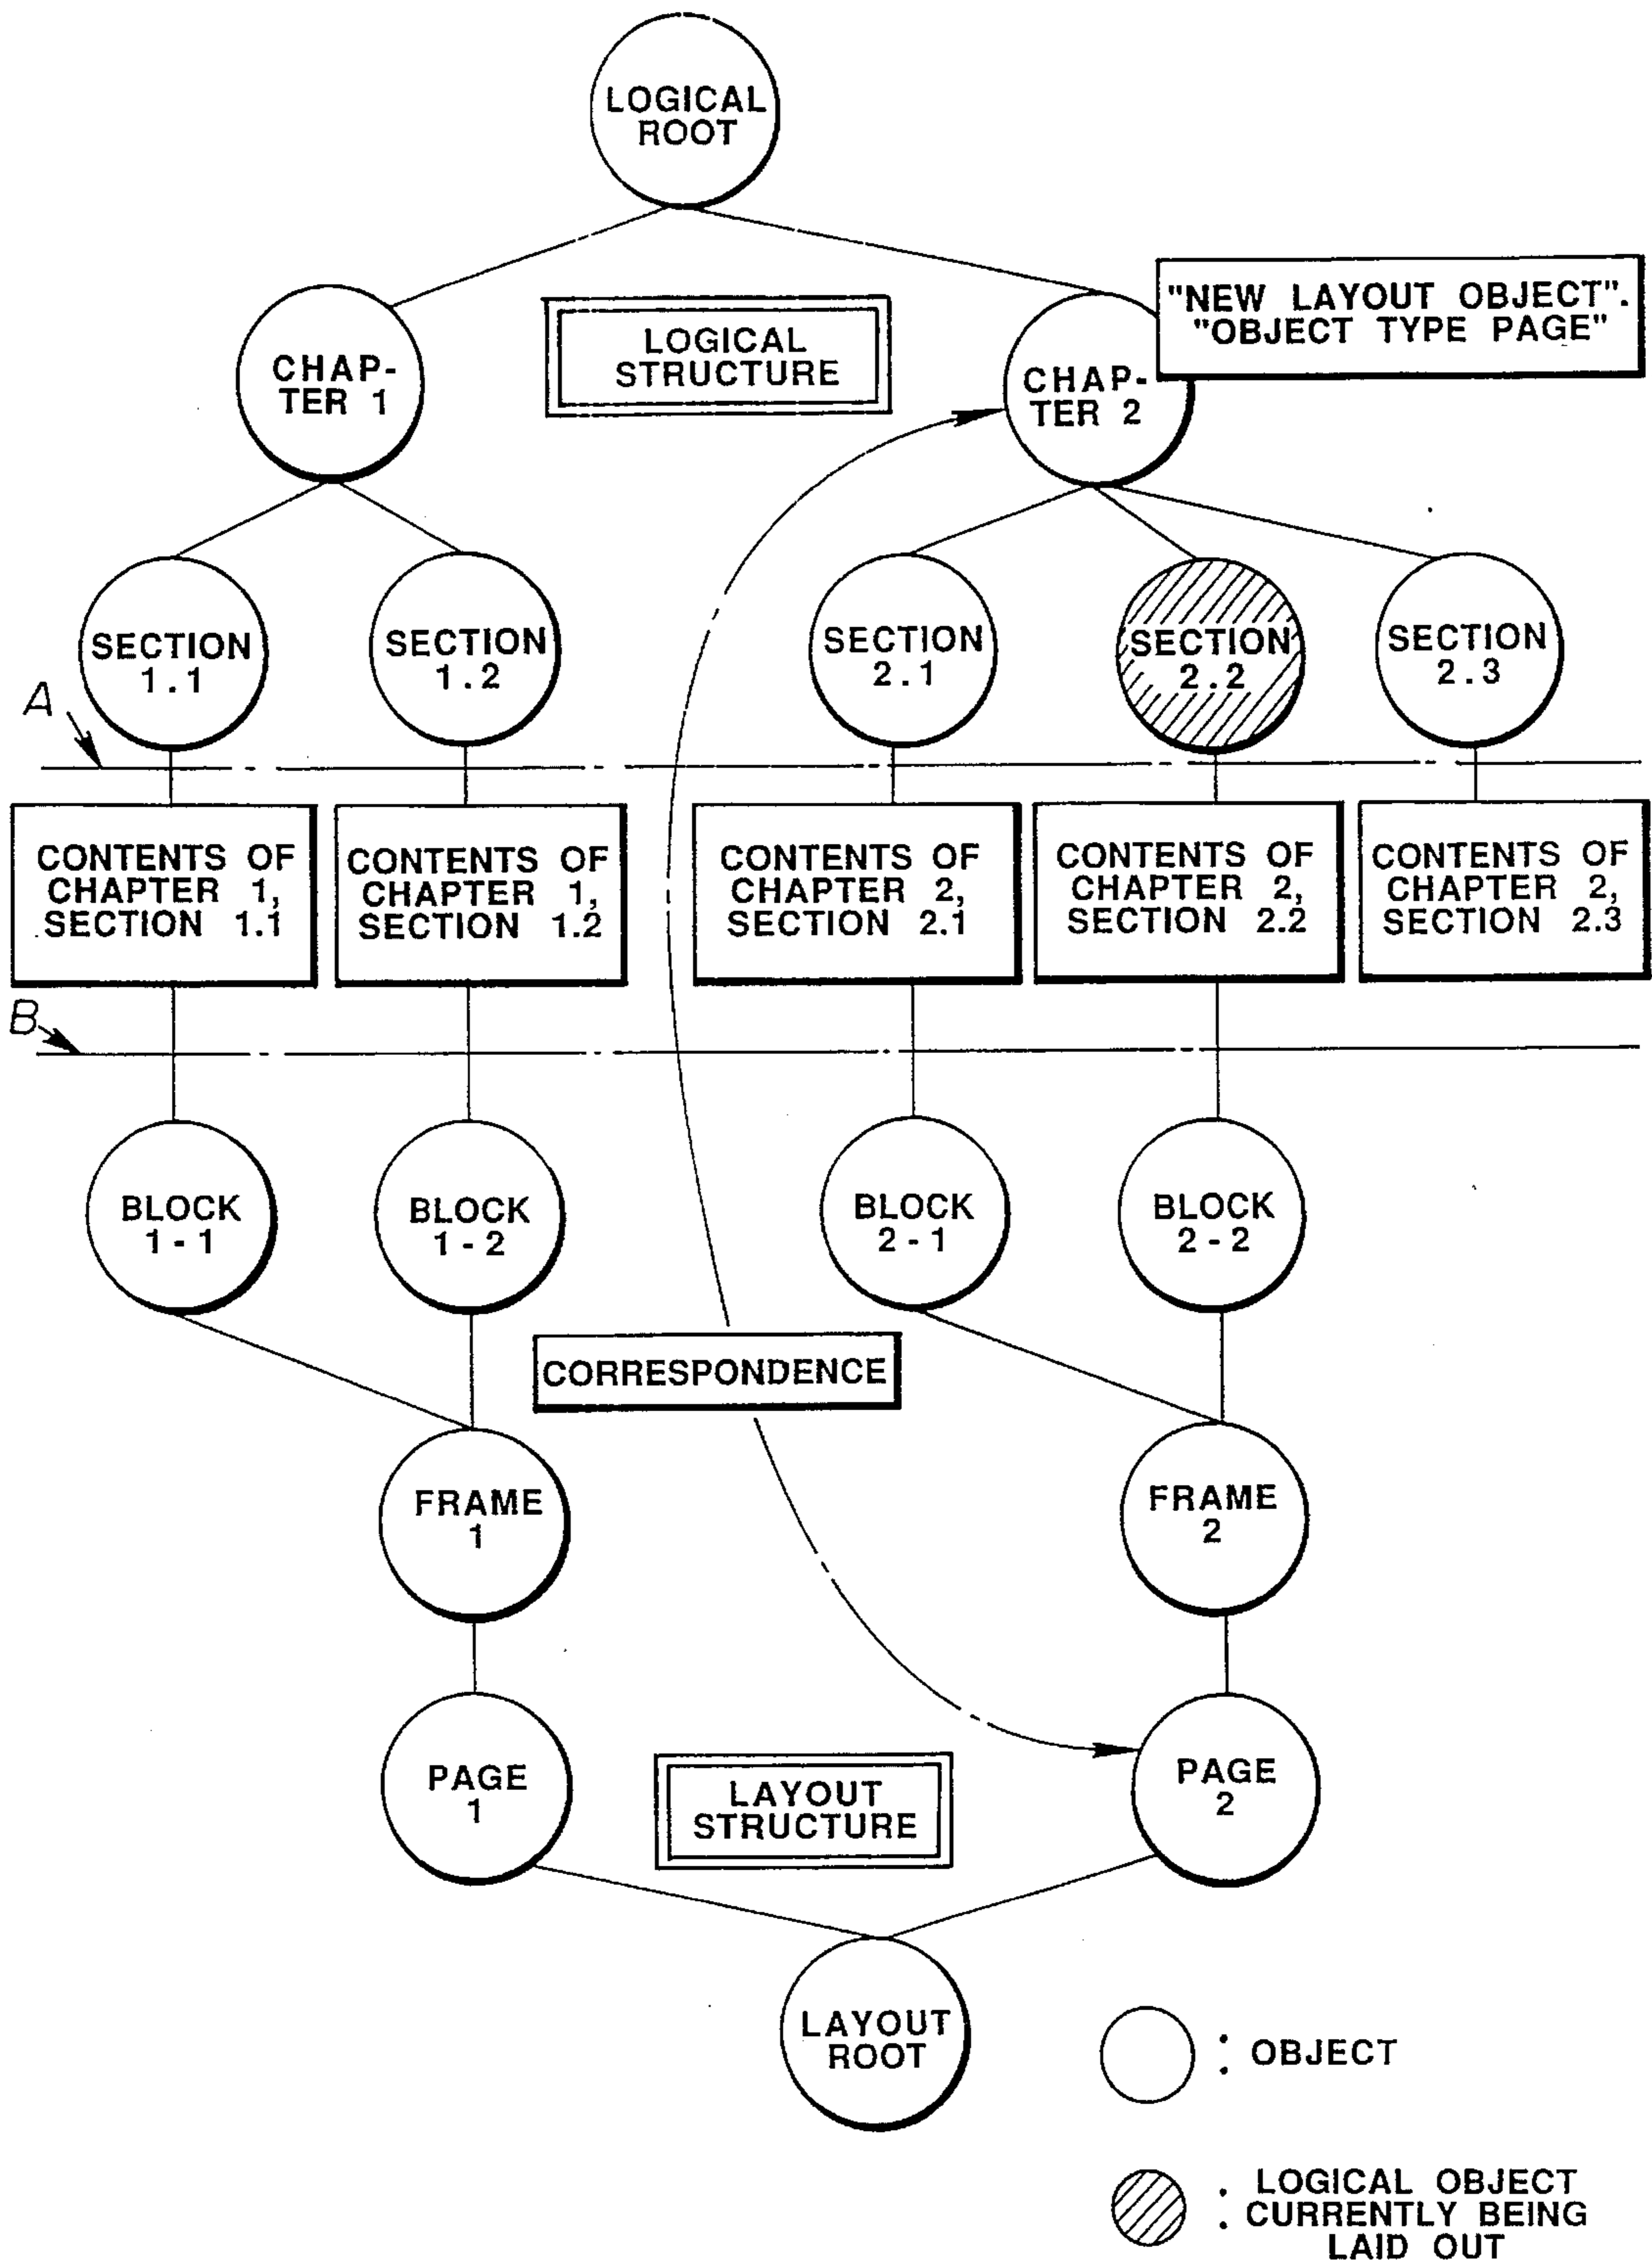 LOGICAL
ROOT
"NEW LAYOUT OBJECT".
"OBJECT TYPE PAGE"
LOGICAL
STRUCTURE
CHAP-
TER 1
CHAP-
TER 2
SECTION
1.1
SECTION
1.2
SECTION
2.1
SECTION
2.2
SECTION
2.3
A
CONTENTS OF
CHAPTER 1,
SECTION 1.1
CONTENTS OF
CHAPTER 1,
SECTION 1.2
CONTENTS OF
CHAPTER 2,
SECTION 2.1
CONTENTS OF
CHAPTER 2,
SECTION 2.2
CONTENTS OF
CHAPTER 2,
SECTION 2.3
B
BLOCK
1-1
BLOCK
1-2
BLOCK
2-1
BLOCK
2-2
CORRESPONDENCE
FRAME
1
FRAME
2
PAGE
1
LAYOUT
STRUCTURE
PAGE
2
LAYOUT
ROOT
: OBJECT
: LOGICAL OBJECT
CURRENTLY BEING
LAID OUT